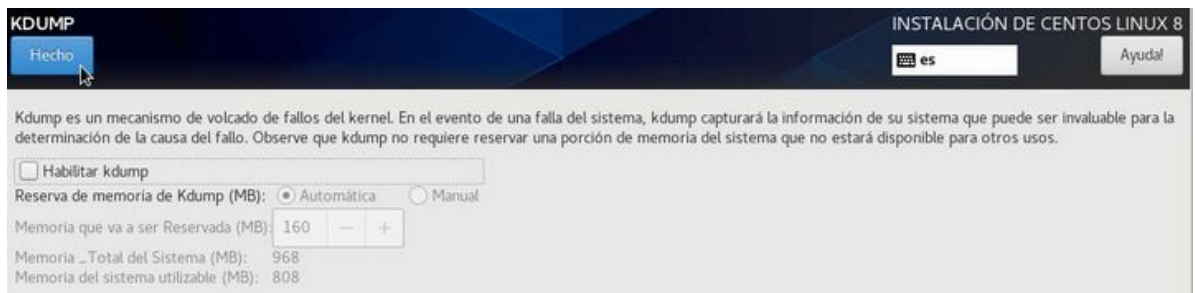 KDUMP
INSTALACIÓN DE CENTOS LINUX 8
Hecho
es
Ayuda!
Kdump es un mecanismo de volcado de fallos del kernel. En el evento de una falla del sistema, kdump capturará la información de su sistema que puede ser invaluable para la
determinación de la causa del fallo. Observe que kdump no requiere reservar una porción de memoria del sistema que no estará disponible para otros usos.
Habilitar kdump
Reserva de memoria de Kdump (MB): Automática Manual
Memoria que va a ser Reservada (MB): 160 − +
Memoria _Total del Sistema (MB): 968
Memoria del sistema utilizable (MB): 808